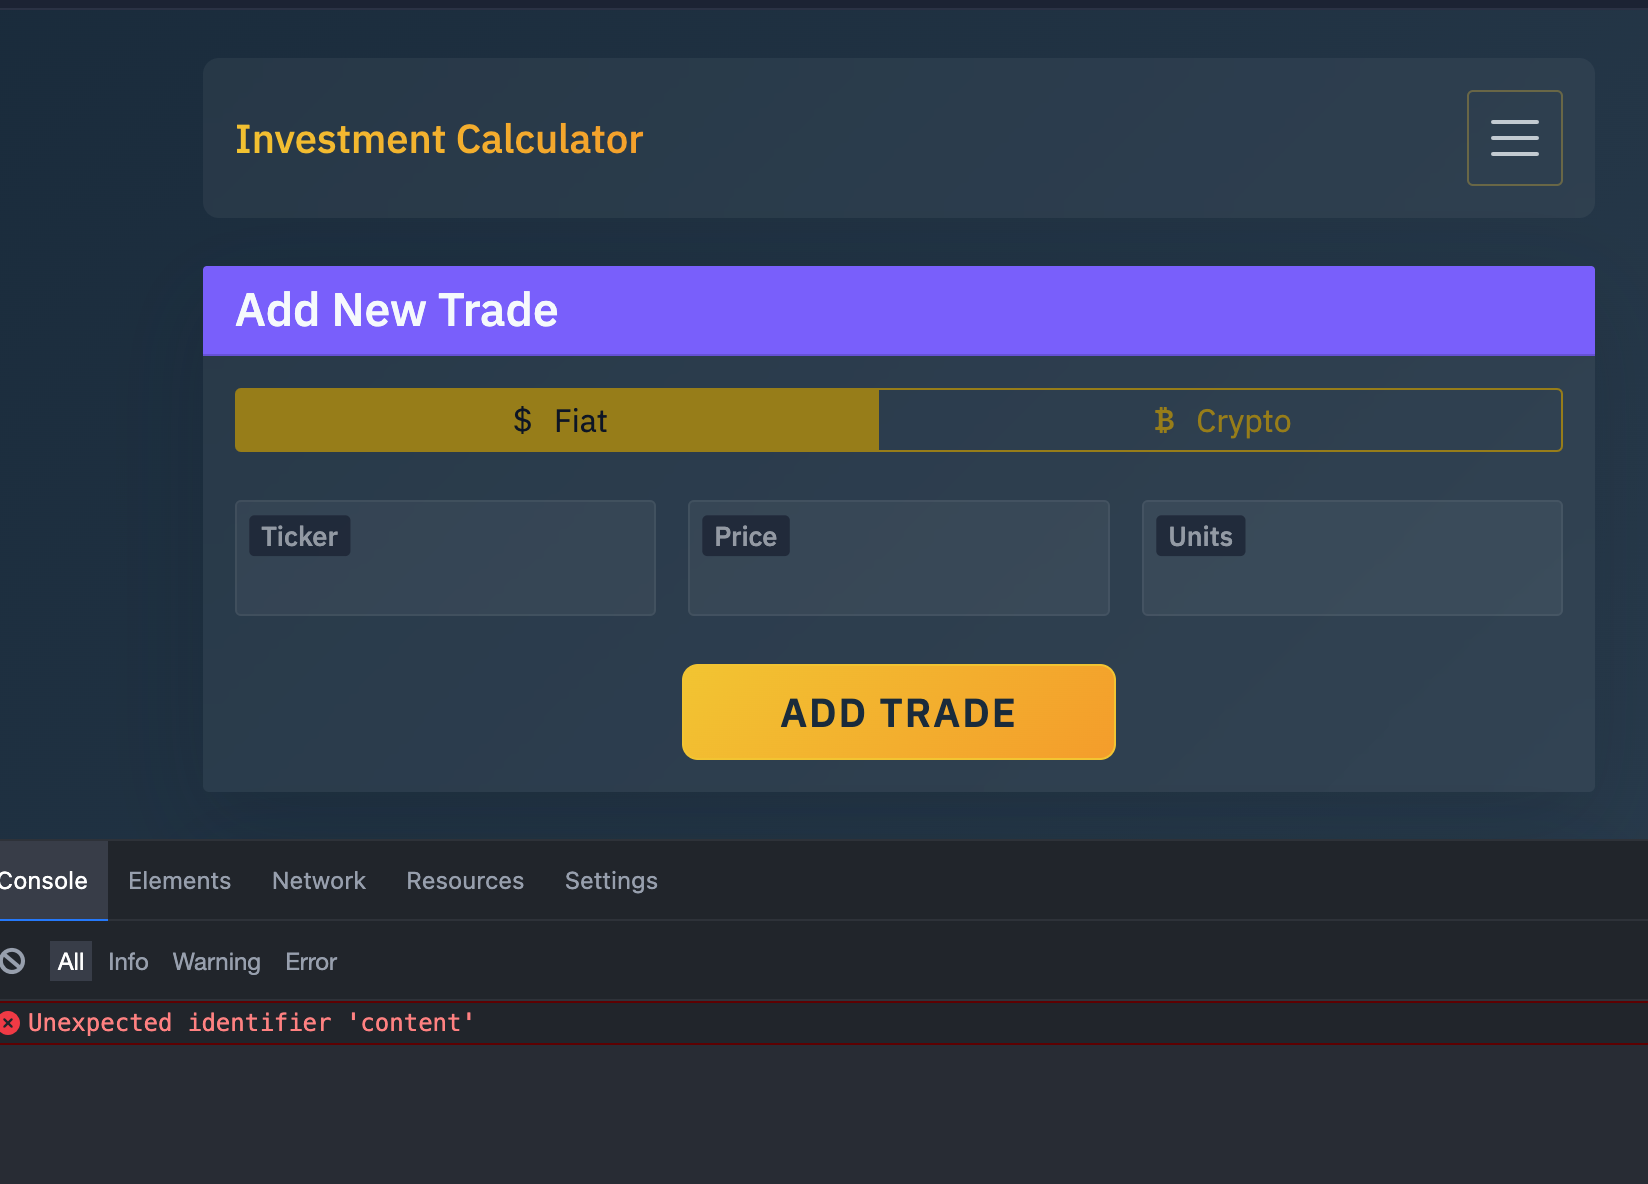 Investment Calculator
Add New Trade
$ Fiat
₿ Crypto
Ticker
Price
Units
ADD TRADE
Console Elements Network Resources Settings
All Info Warning Error
Unexpected identifier 'content'